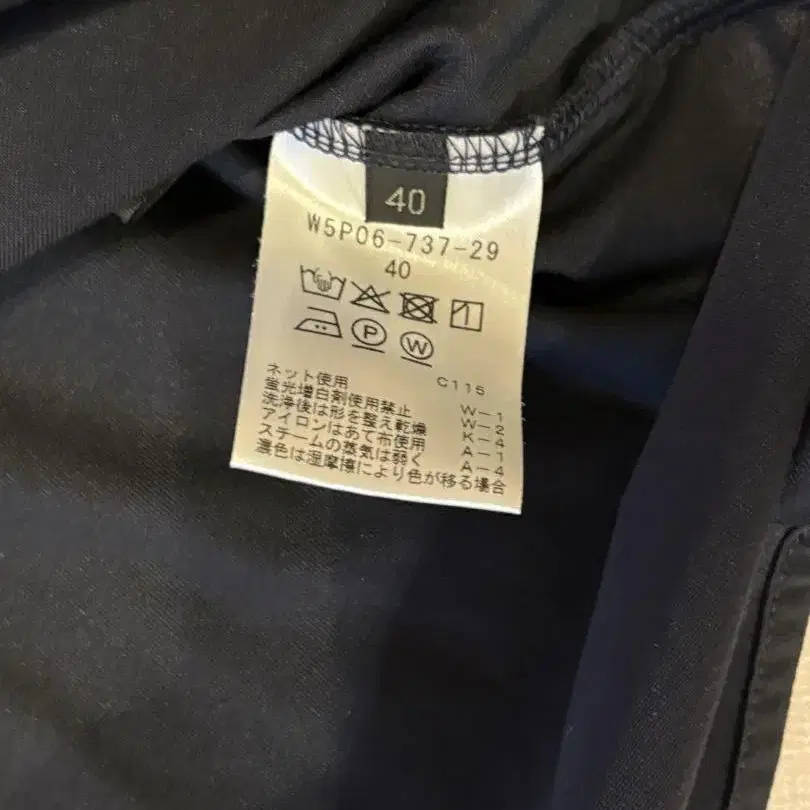 40
W5P06-737-29
40
P
W
ネット使用 C115
蛍光増白剤使用禁止 W-1
洗浄後は形を整え乾燥 W-2
アイロンはあて布使用 K-4
スチームの蒸気は弱く A-1
濃色は湿摩擦により色が移る場合 A-4